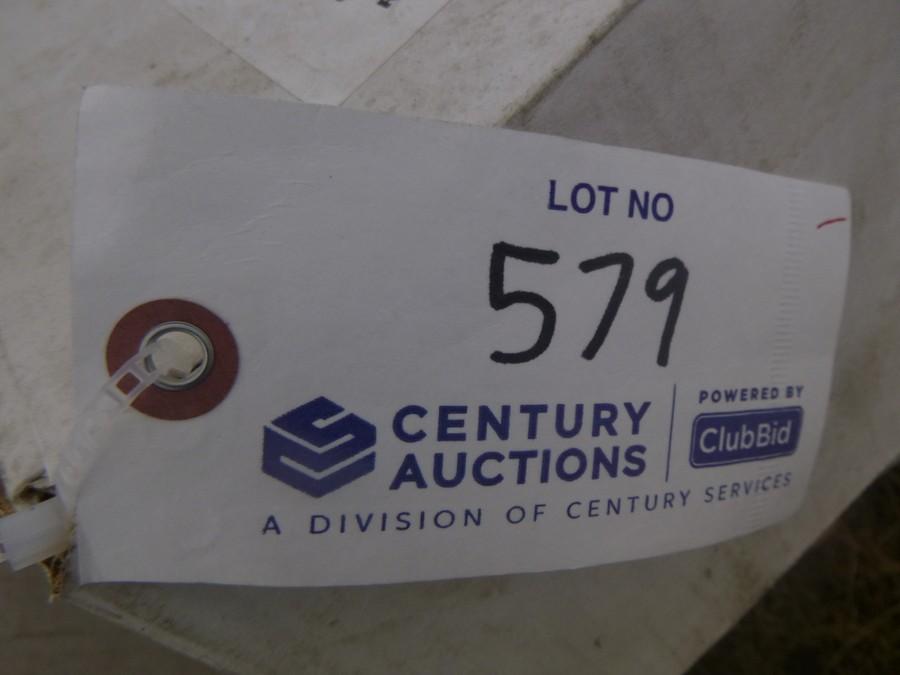 LOT NO
579
CENTURY
AUCTIONS
POWERED BY
ClubBid
A DIVISION OF CENTURY SERVICES